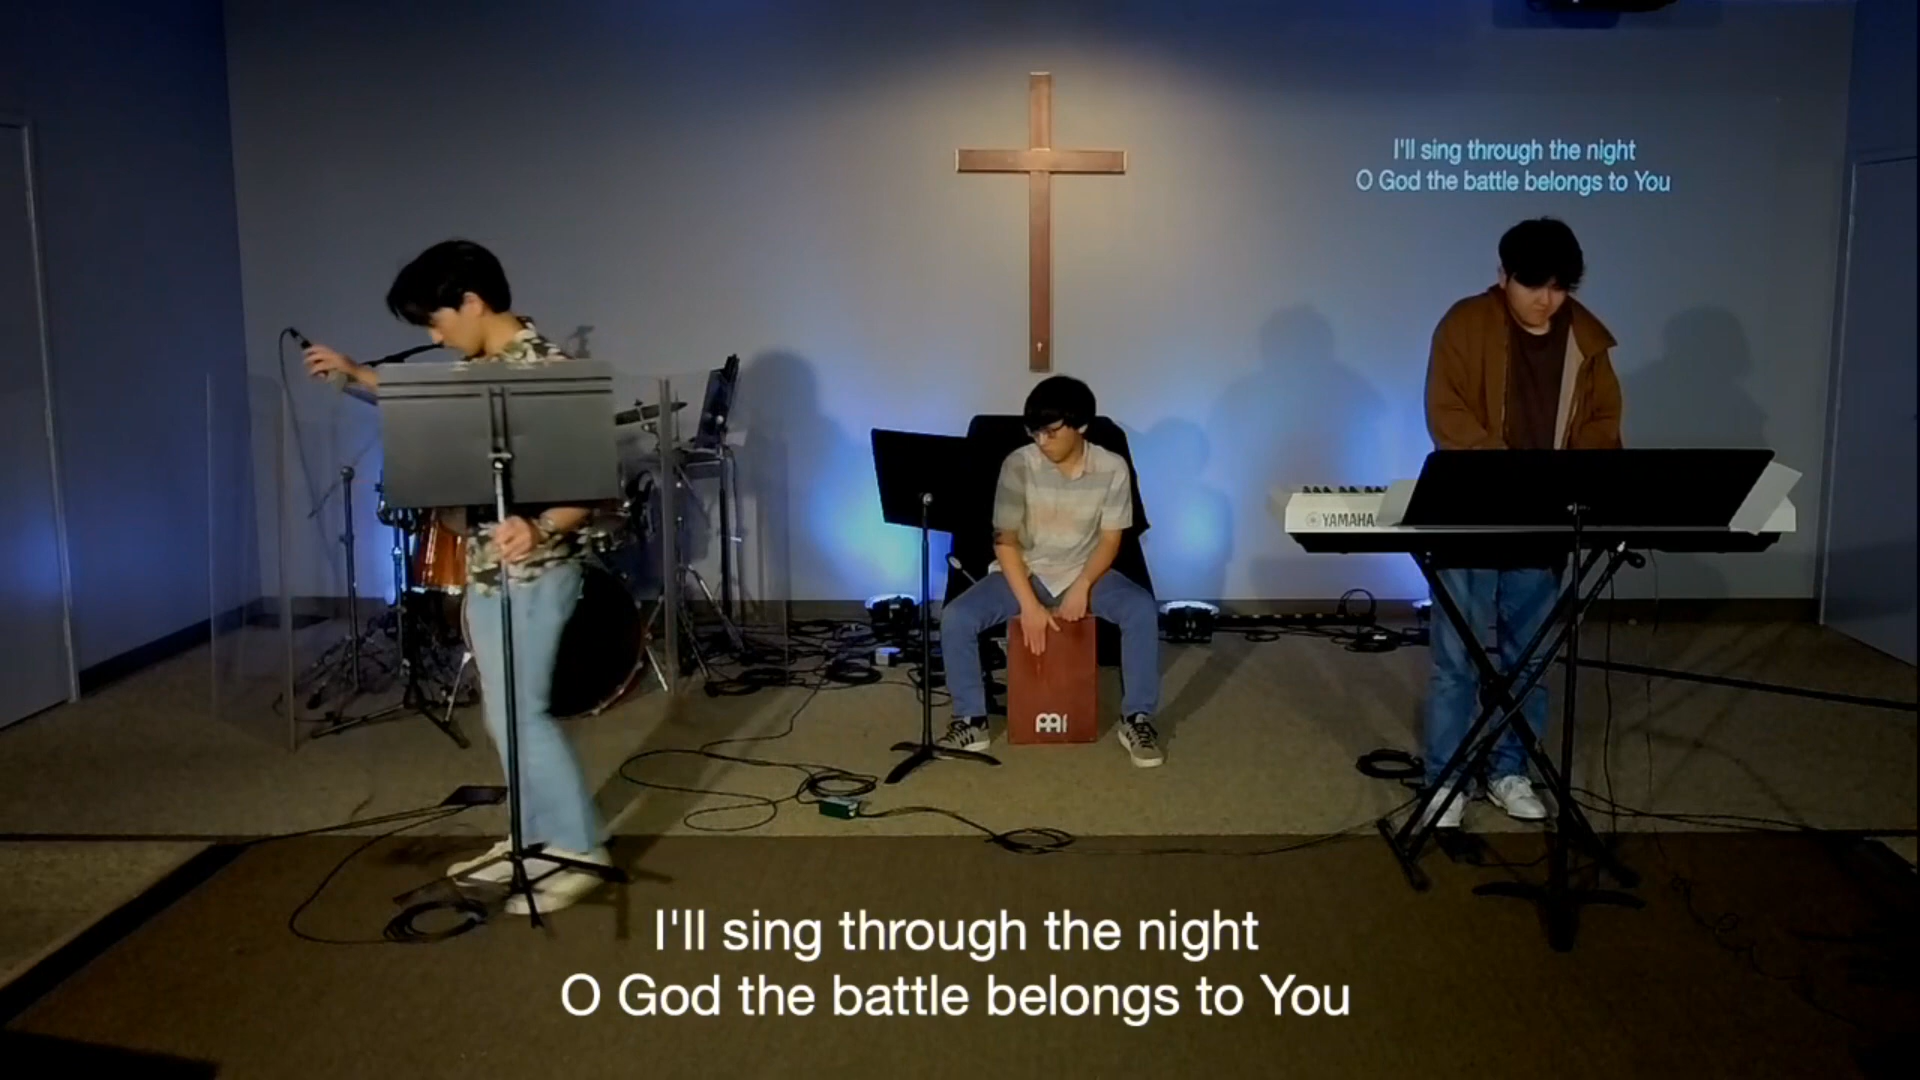 I'll sing through the night
O God the battle belongs to You
YAMAHA
I'll sing through the night
O God the battle belongs to You